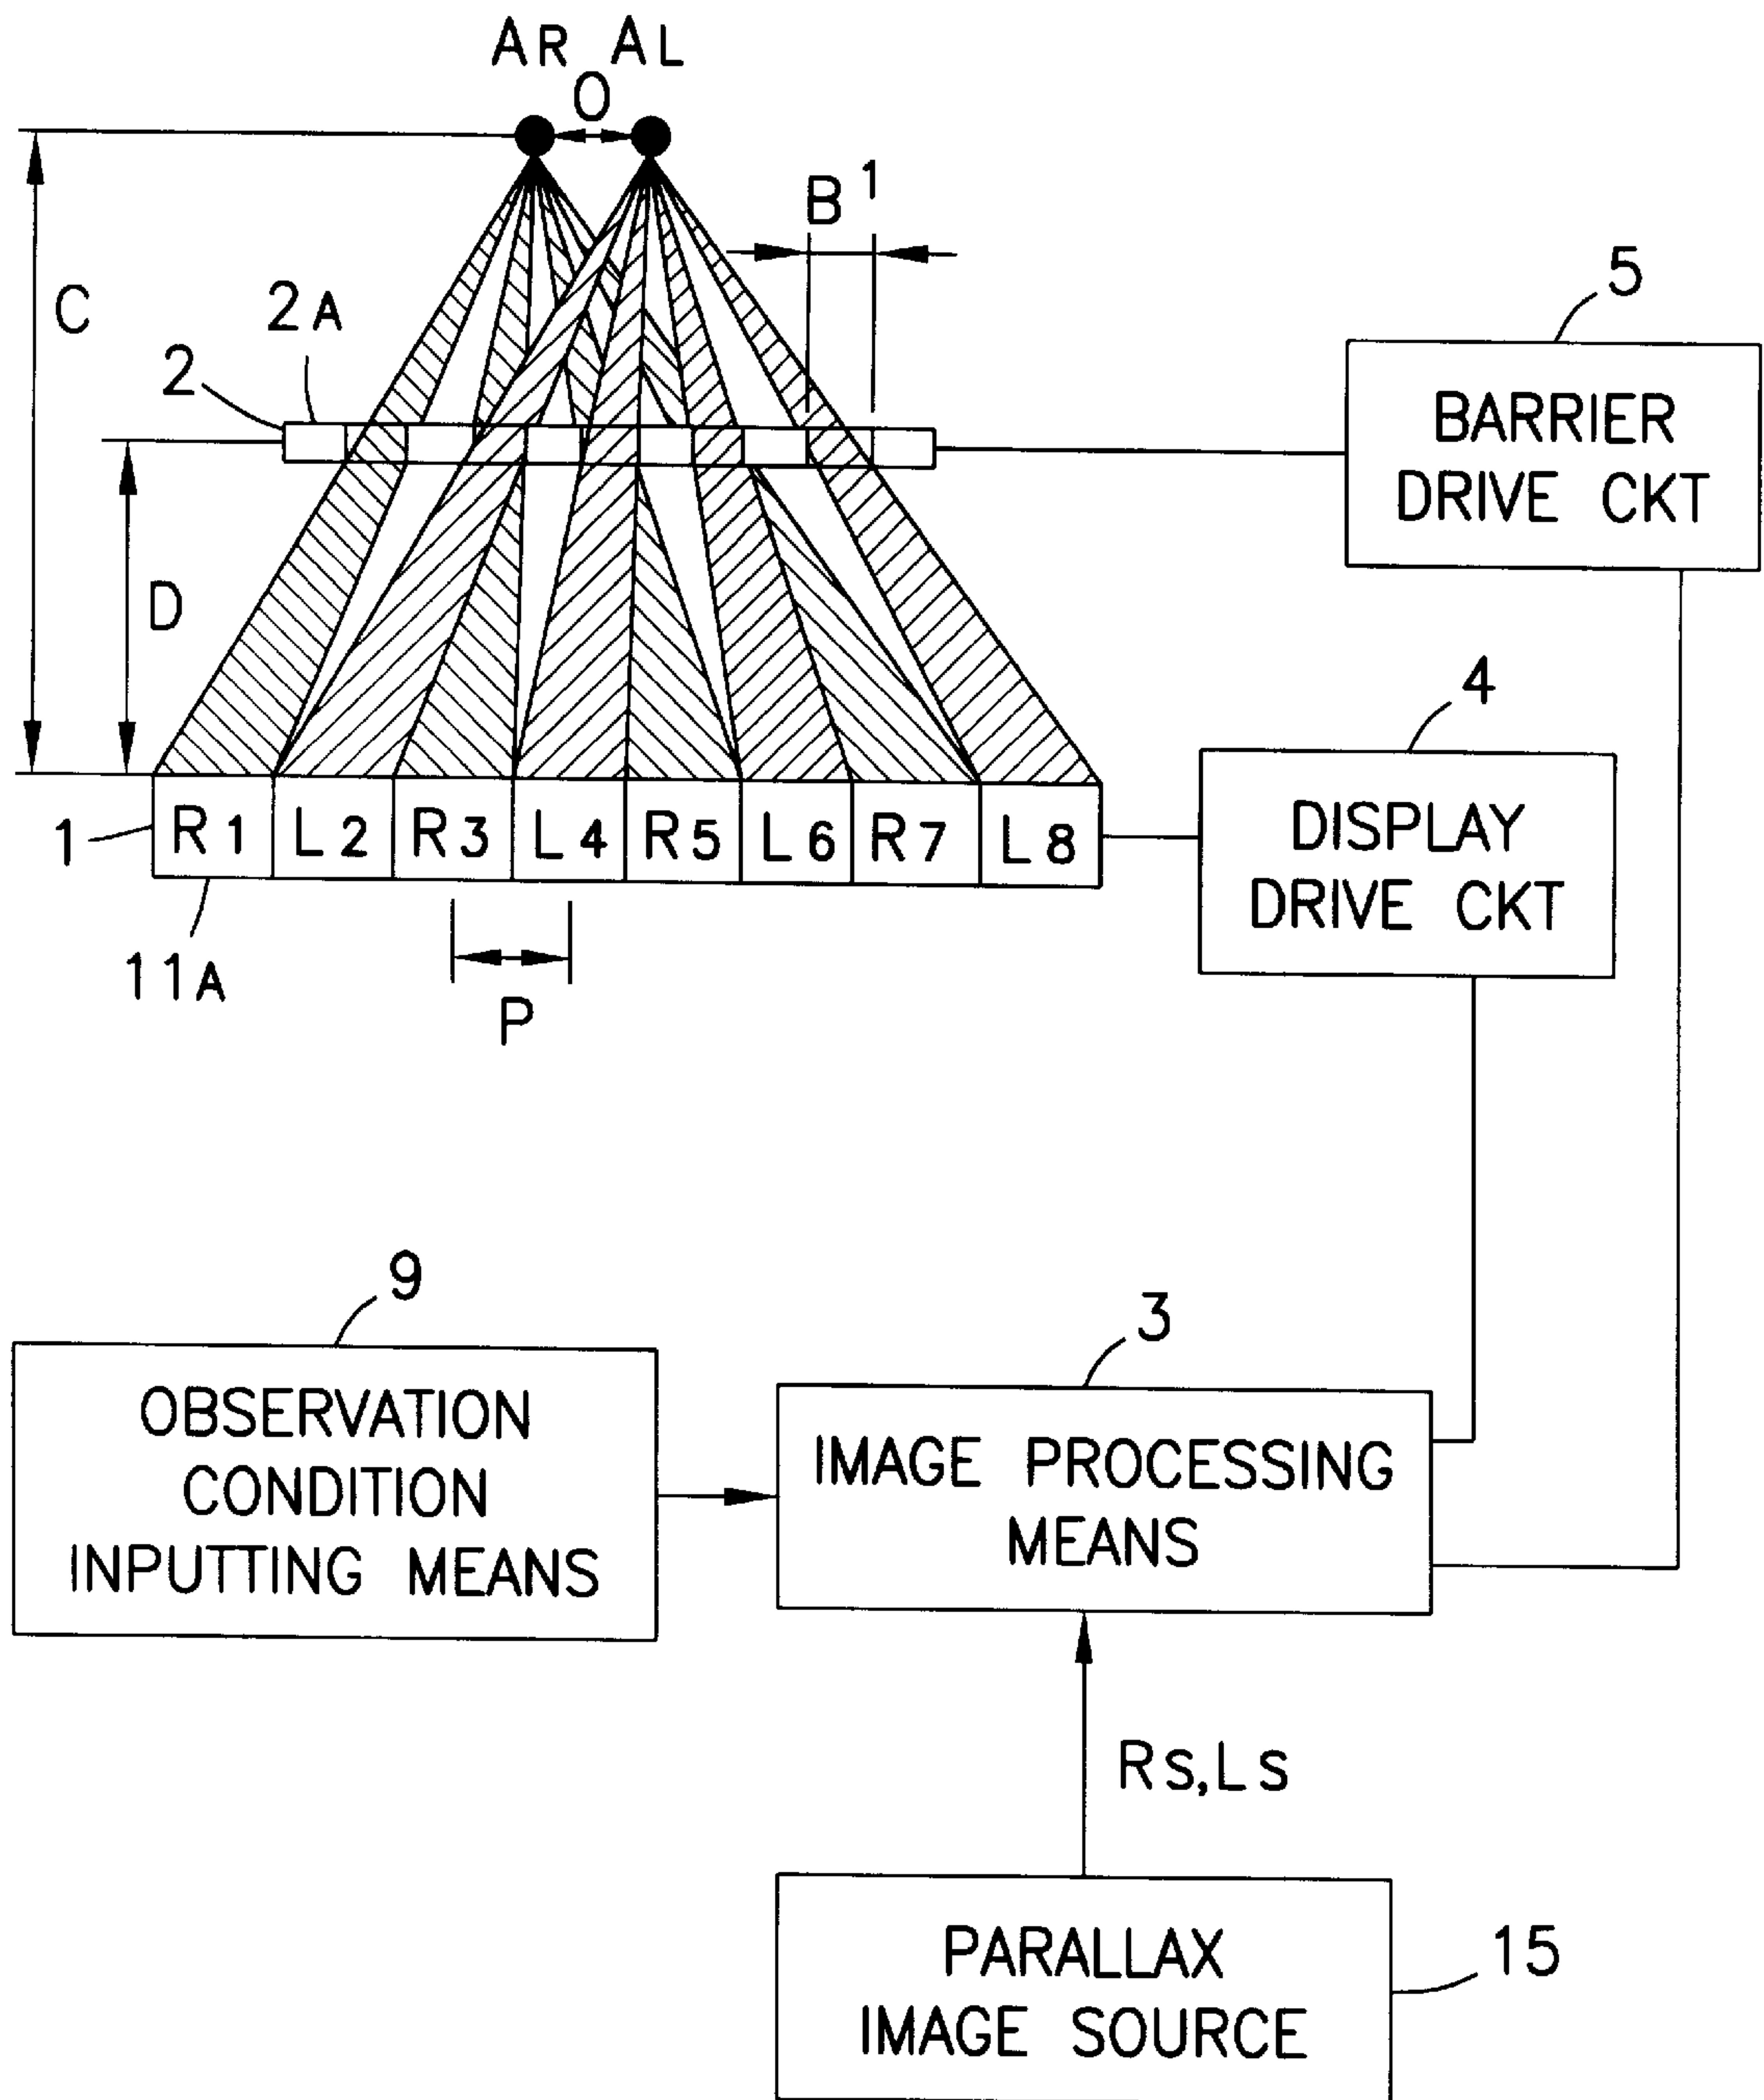 AR AL
O
B 1
C
2A
2
5
BARRIER
DRIVE CKT
D
4
1
R1 L2 R3 L4 R5 L6 R7 L8
DISPLAY
DRIVE CKT
11A
P
9
3
OBSERVATION
CONDITION
INPUTTING MEANS
IMAGE PROCESSING
MEANS
Rs,Ls
PARALLAX
IMAGE SOURCE
15